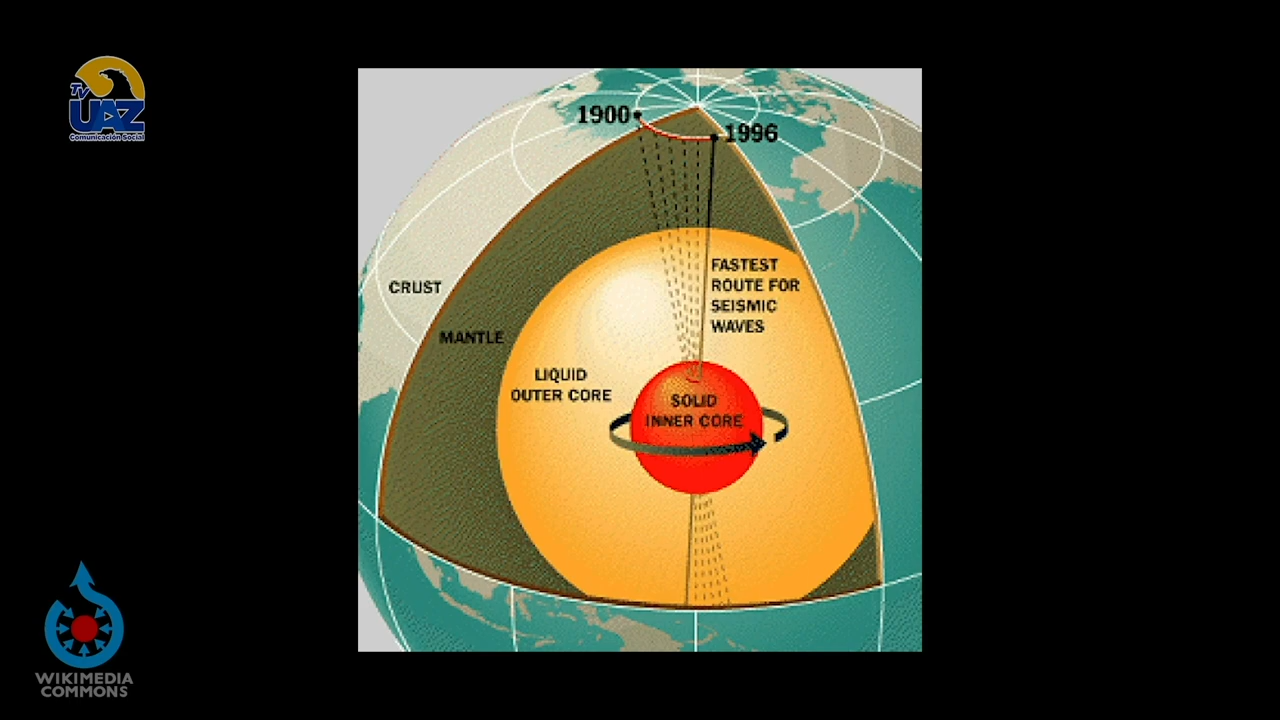 TV
UAZ
Comunicación Social
1900
1996
FASTEST
ROUTE FOR
SEISMIC
WAVES
CRUST
MANTLE
LIQUID
OUTER CORE
SOLID
INNER CORE
WIKIMEDIA
COMMONS